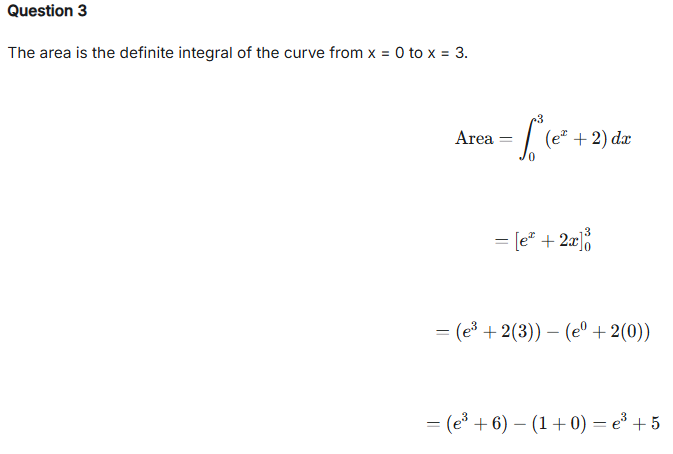 Question 3
The area is the definite integral of the curve from x = 0 to x = 3.
Area = ∫₀³ (eˣ + 2) dx
= [eˣ + 2x]₀³
= (e³ + 2(3)) − (e⁰ + 2(0))
= (e³ + 6) − (1 + 0) = e³ + 5